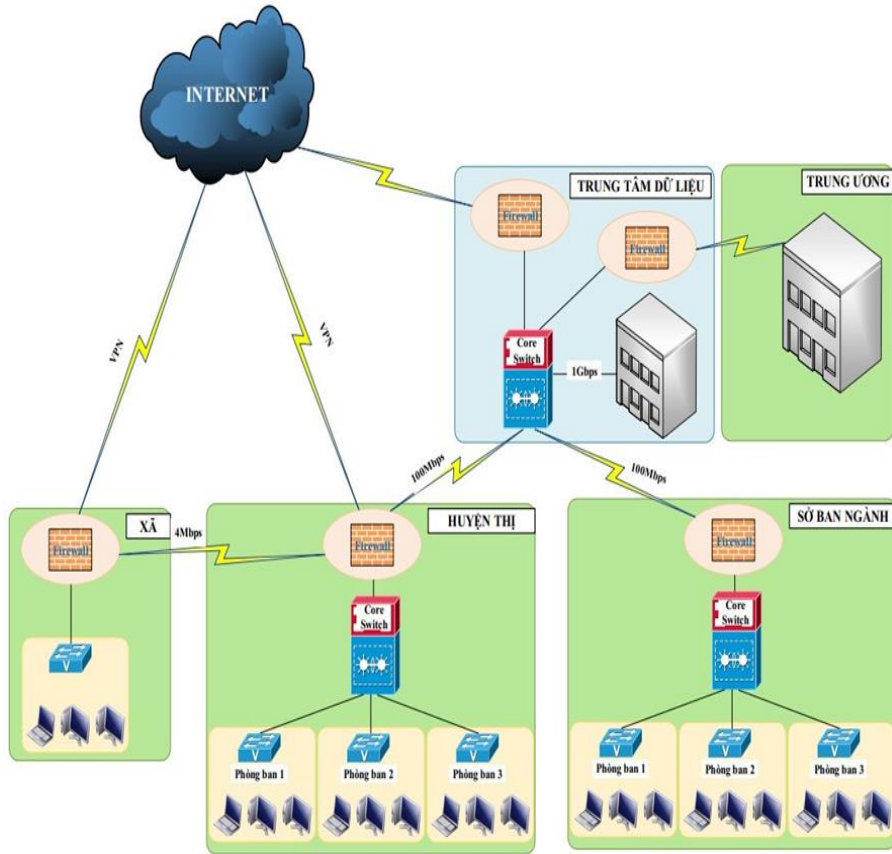 INTERNET
TRUNG TÂM DỮ LIỆU
TRUNG ƯƠNG
Firewall
Firewall
Core
Switch
1Gbps
VPN
VPN
100Mbps
100Mbps
XÃ
HUYỆN THỊ
SỞ BAN NGÀNH
Firewall
4Mbps
Firewall
Firewall
Core
Switch
Core
Switch
V
V
V
V
V
V
V
Phòng ban 1
Phòng ban 2
Phòng ban 3
Phòng ban 1
Phòng ban 2
Phòng ban 3